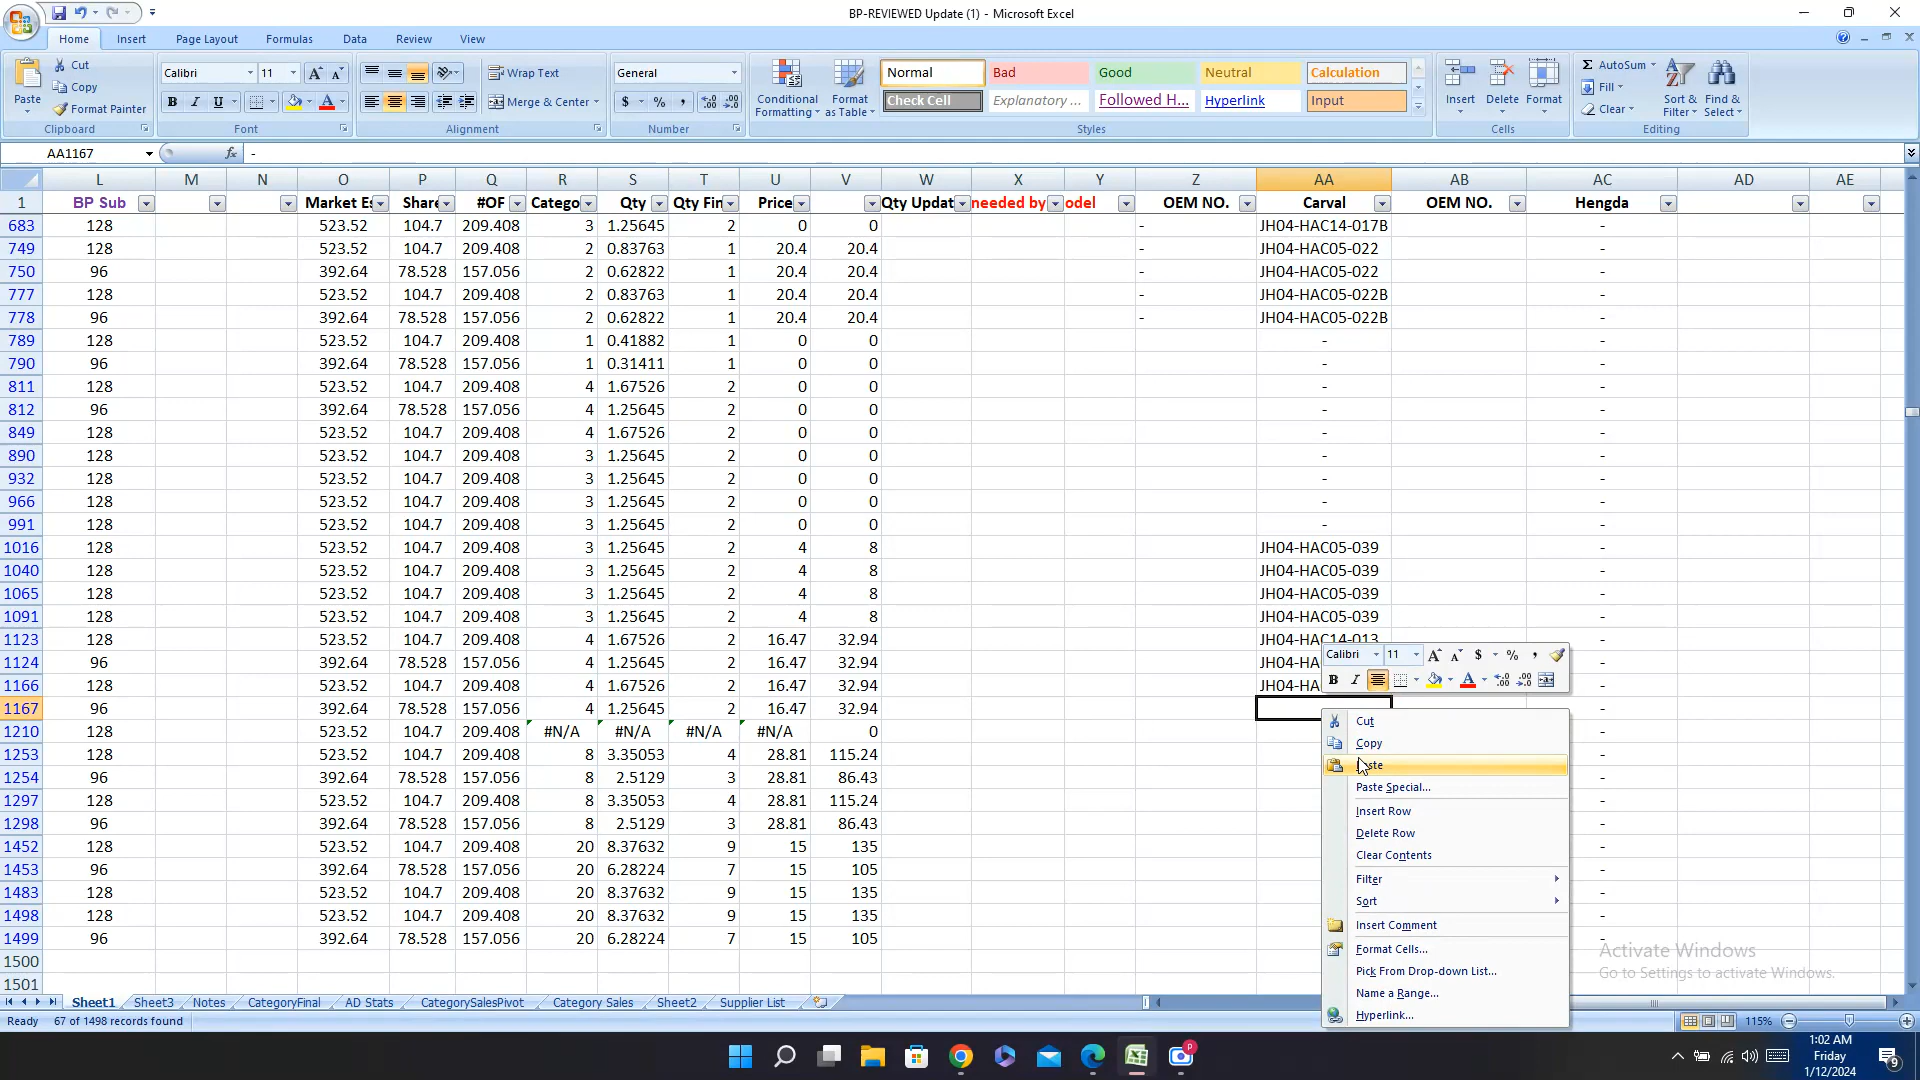 BP-REVIEWED Update (1) - Microsoft Excel
Home Insert Page Layout Formulas Data Review View
Paste Cut Copy Format Painter Clipboard
Calibri 11 A A B I U A Font
Wrap Text Merge & Center Alignment
General $ % , Number
Conditional Formatting Format as Table Normal Bad Good Neutral Calculation
Check Cell Explanatory ... Followed H... Hyperlink Input Styles
Insert Delete Format Cells
Σ AutoSum Fill Clear Sort & Filter Find & Select Editing
AA1167 fx -
L M N O P Q R S T U V W X Y Z AA AB AC AD AE
1 BP Sub Market Es Share #OF Catego Qty Qty Fin Price Qty Updat needed by odel OEM NO. Carval OEM NO. Hengda
683 128 523.52 104.7 209.408 3 1.25645 2 0 0 - JH04-HAC14-017B -
749 128 523.52 104.7 209.408 2 0.83763 1 20.4 20.4 - JH04-HAC05-022 -
750 96 392.64 78.528 157.056 2 0.62822 1 20.4 20.4 - JH04-HAC05-022 -
777 128 523.52 104.7 209.408 2 0.83763 1 20.4 20.4 - JH04-HAC05-022B -
778 96 392.64 78.528 157.056 2 0.62822 1 20.4 20.4 - JH04-HAC05-022B -
789 128 523.52 104.7 209.408 1 0.41882 1 0 0 - -
790 96 392.64 78.528 157.056 1 0.31411 1 0 0 - -
811 128 523.52 104.7 209.408 4 1.67526 2 0 0 - -
812 96 392.64 78.528 157.056 4 1.25645 2 0 0 - -
849 128 523.52 104.7 209.408 4 1.67526 2 0 0 - -
890 128 523.52 104.7 209.408 3 1.25645 2 0 0 - -
932 128 523.52 104.7 209.408 3 1.25645 2 0 0 - -
966 128 523.52 104.7 209.408 3 1.25645 2 0 0 - -
991 128 523.52 104.7 209.408 3 1.25645 2 0 0 - -
1016 128 523.52 104.7 209.408 3 1.25645 2 4 8 JH04-HAC05-039 -
1040 128 523.52 104.7 209.408 3 1.25645 2 4 8 JH04-HAC05-039 -
1065 128 523.52 104.7 209.408 3 1.25645 2 4 8 JH04-HAC05-039 -
1091 128 523.52 104.7 209.408 3 1.25645 2 4 8 JH04-HAC05-039 -
1123 128 523.52 104.7 209.408 4 1.67526 2 16.47 32.94 JH04-HAC14-013 -
1124 96 392.64 78.528 157.056 4 1.25645 2 16.47 32.94 JH04-HA -
1166 128 523.52 104.7 209.408 4 1.67526 2 16.47 32.94 JH04-HA -
1167 96 392.64 78.528 157.056 4 1.25645 2 16.47 32.94 -
1210 128 523.52 104.7 209.408 #N/A #N/A #N/A #N/A 0 -
1253 128 523.52 104.7 209.408 8 3.35053 4 28.81 115.24 -
1254 96 392.64 78.528 157.056 8 2.5129 3 28.81 86.43 -
1297 128 523.52 104.7 209.408 8 3.35053 4 28.81 115.24 -
1298 96 392.64 78.528 157.056 8 2.5129 3 28.81 86.43 -
1452 128 523.52 104.7 209.408 20 8.37632 9 15 135 -
1453 96 392.64 78.528 157.056 20 6.28224 7 15 105 -
1483 128 523.52 104.7 209.408 20 8.37632 9 15 135 -
1498 128 523.52 104.7 209.408 20 8.37632 9 15 135 -
1499 96 392.64 78.528 157.056 20 6.28224 7 15 105 -
1500
1501
Calibri 11 A A $ % ,
B I A
Cut
Copy
Paste Special...
Insert Row
Delete Row
Clear Contents
Filter
Sort
Insert Comment
Format Cells...
Pick From Drop-down List...
Name a Range...
Hyperlink...
Activate Windows
Go to Settings to activate Windows.
Sheet1 Sheet3 Notes CategoryFinal AD Stats CategorySalesPivot Category Sales Sheet2 Supplier List
Ready 67 of 1498 records found 115%
1:02 AM
Friday
1/12/2024
9